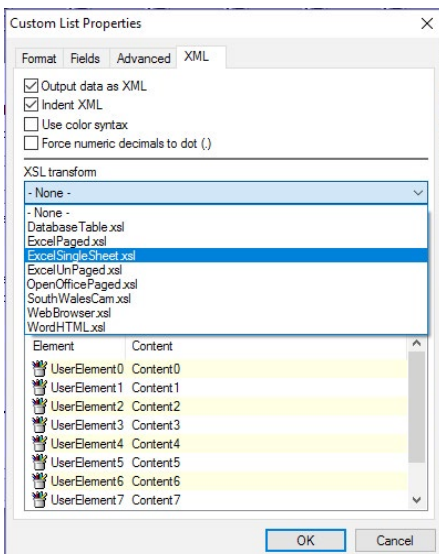 Custom List Properties
Format Fields Advanced XML
Output data as XML
Indent XML
Use color syntax
Force numeric decimals to dot (.)
XSL transform
- None -
- None -
DatabaseTable.xsl
ExcelPaged.xsl
ExcelSingleSheet.xsl
ExcelUnPaged.xsl
OpenOfficePaged.xsl
SouthWalesCam.xsl
WebBrowser.xsl
WordHTML.xsl
Element Content
UserElement0 Content0
UserElement1 Content1
UserElement2 Content2
UserElement3 Content3
UserElement4 Content4
UserElement5 Content5
UserElement6 Content6
UserElement7 Content7
OK Cancel